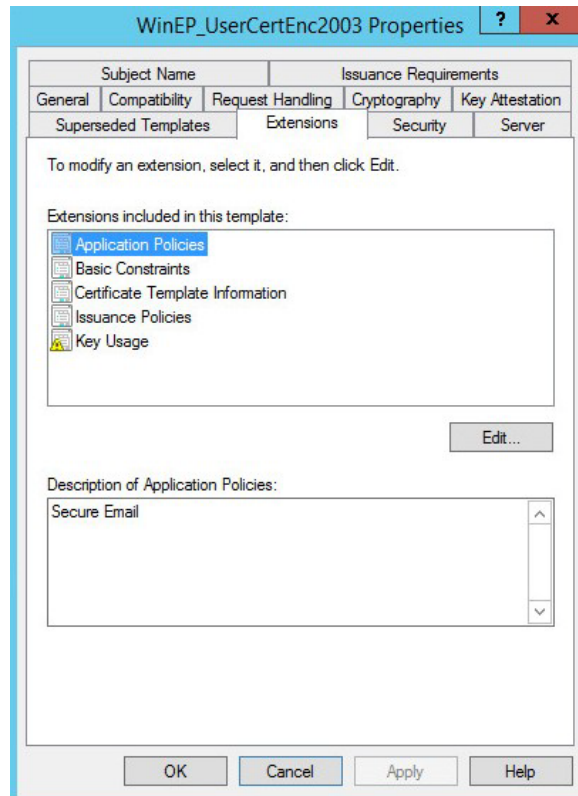 WinEP_UserCertEnc2003 Properties ? x
Subject Name Issuance Requirements
General Compatibility Request Handling Cryptography Key Attestation
Superseded Templates Extensions Security Server
To modify an extension, select it, and then click Edit.
Extensions included in this template:
Application Policies
Basic Constraints
Certificate Template Information
Issuance Policies
Key Usage
Edit...
Description of Application Policies:
Secure Email
OK Cancel Apply Help